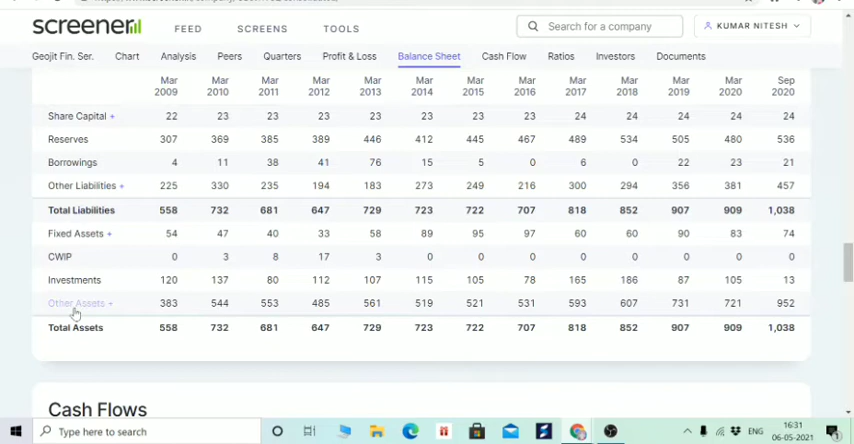 screener
FEED SCREENS TOOLS
Search for a company
KUMAR NITESH
Geojit Fin. Ser. Chart Analysis Peers Quarters Profit & Loss Balance Sheet Cash Flow Ratios Investors Documents
Mar 2009 Mar 2010 Mar 2011 Mar 2012 Mar 2013 Mar 2014 Mar 2015 Mar 2016 Mar 2017 Mar 2018 Mar 2019 Mar 2020 Sep 2020
Share Capital + 22 23 23 23 23 23 23 23 24 24 24 24 24
Reserves 307 369 385 389 446 412 445 467 489 534 505 480 536
Borrowings 4 11 38 41 76 15 5 0 6 0 22 23 21
Other Liabilities + 225 330 235 194 183 273 249 216 300 294 356 381 457
Total Liabilities 558 732 681 647 729 723 722 707 818 852 907 909 1,038
Fixed Assets + 54 47 40 33 58 89 95 97 60 60 90 83 74
CWIP 0 3 8 17 3 0 0 0 0 0 0 0 0
Investments 120 137 80 112 107 115 105 78 165 186 87 105 13
Other Assets - 383 544 553 485 561 519 521 531 593 607 731 721 952
Total Assets 558 732 681 647 729 723 722 707 818 852 907 909 1,038
Cash Flows
Type here to search
ENG
16:31
06-05-2021